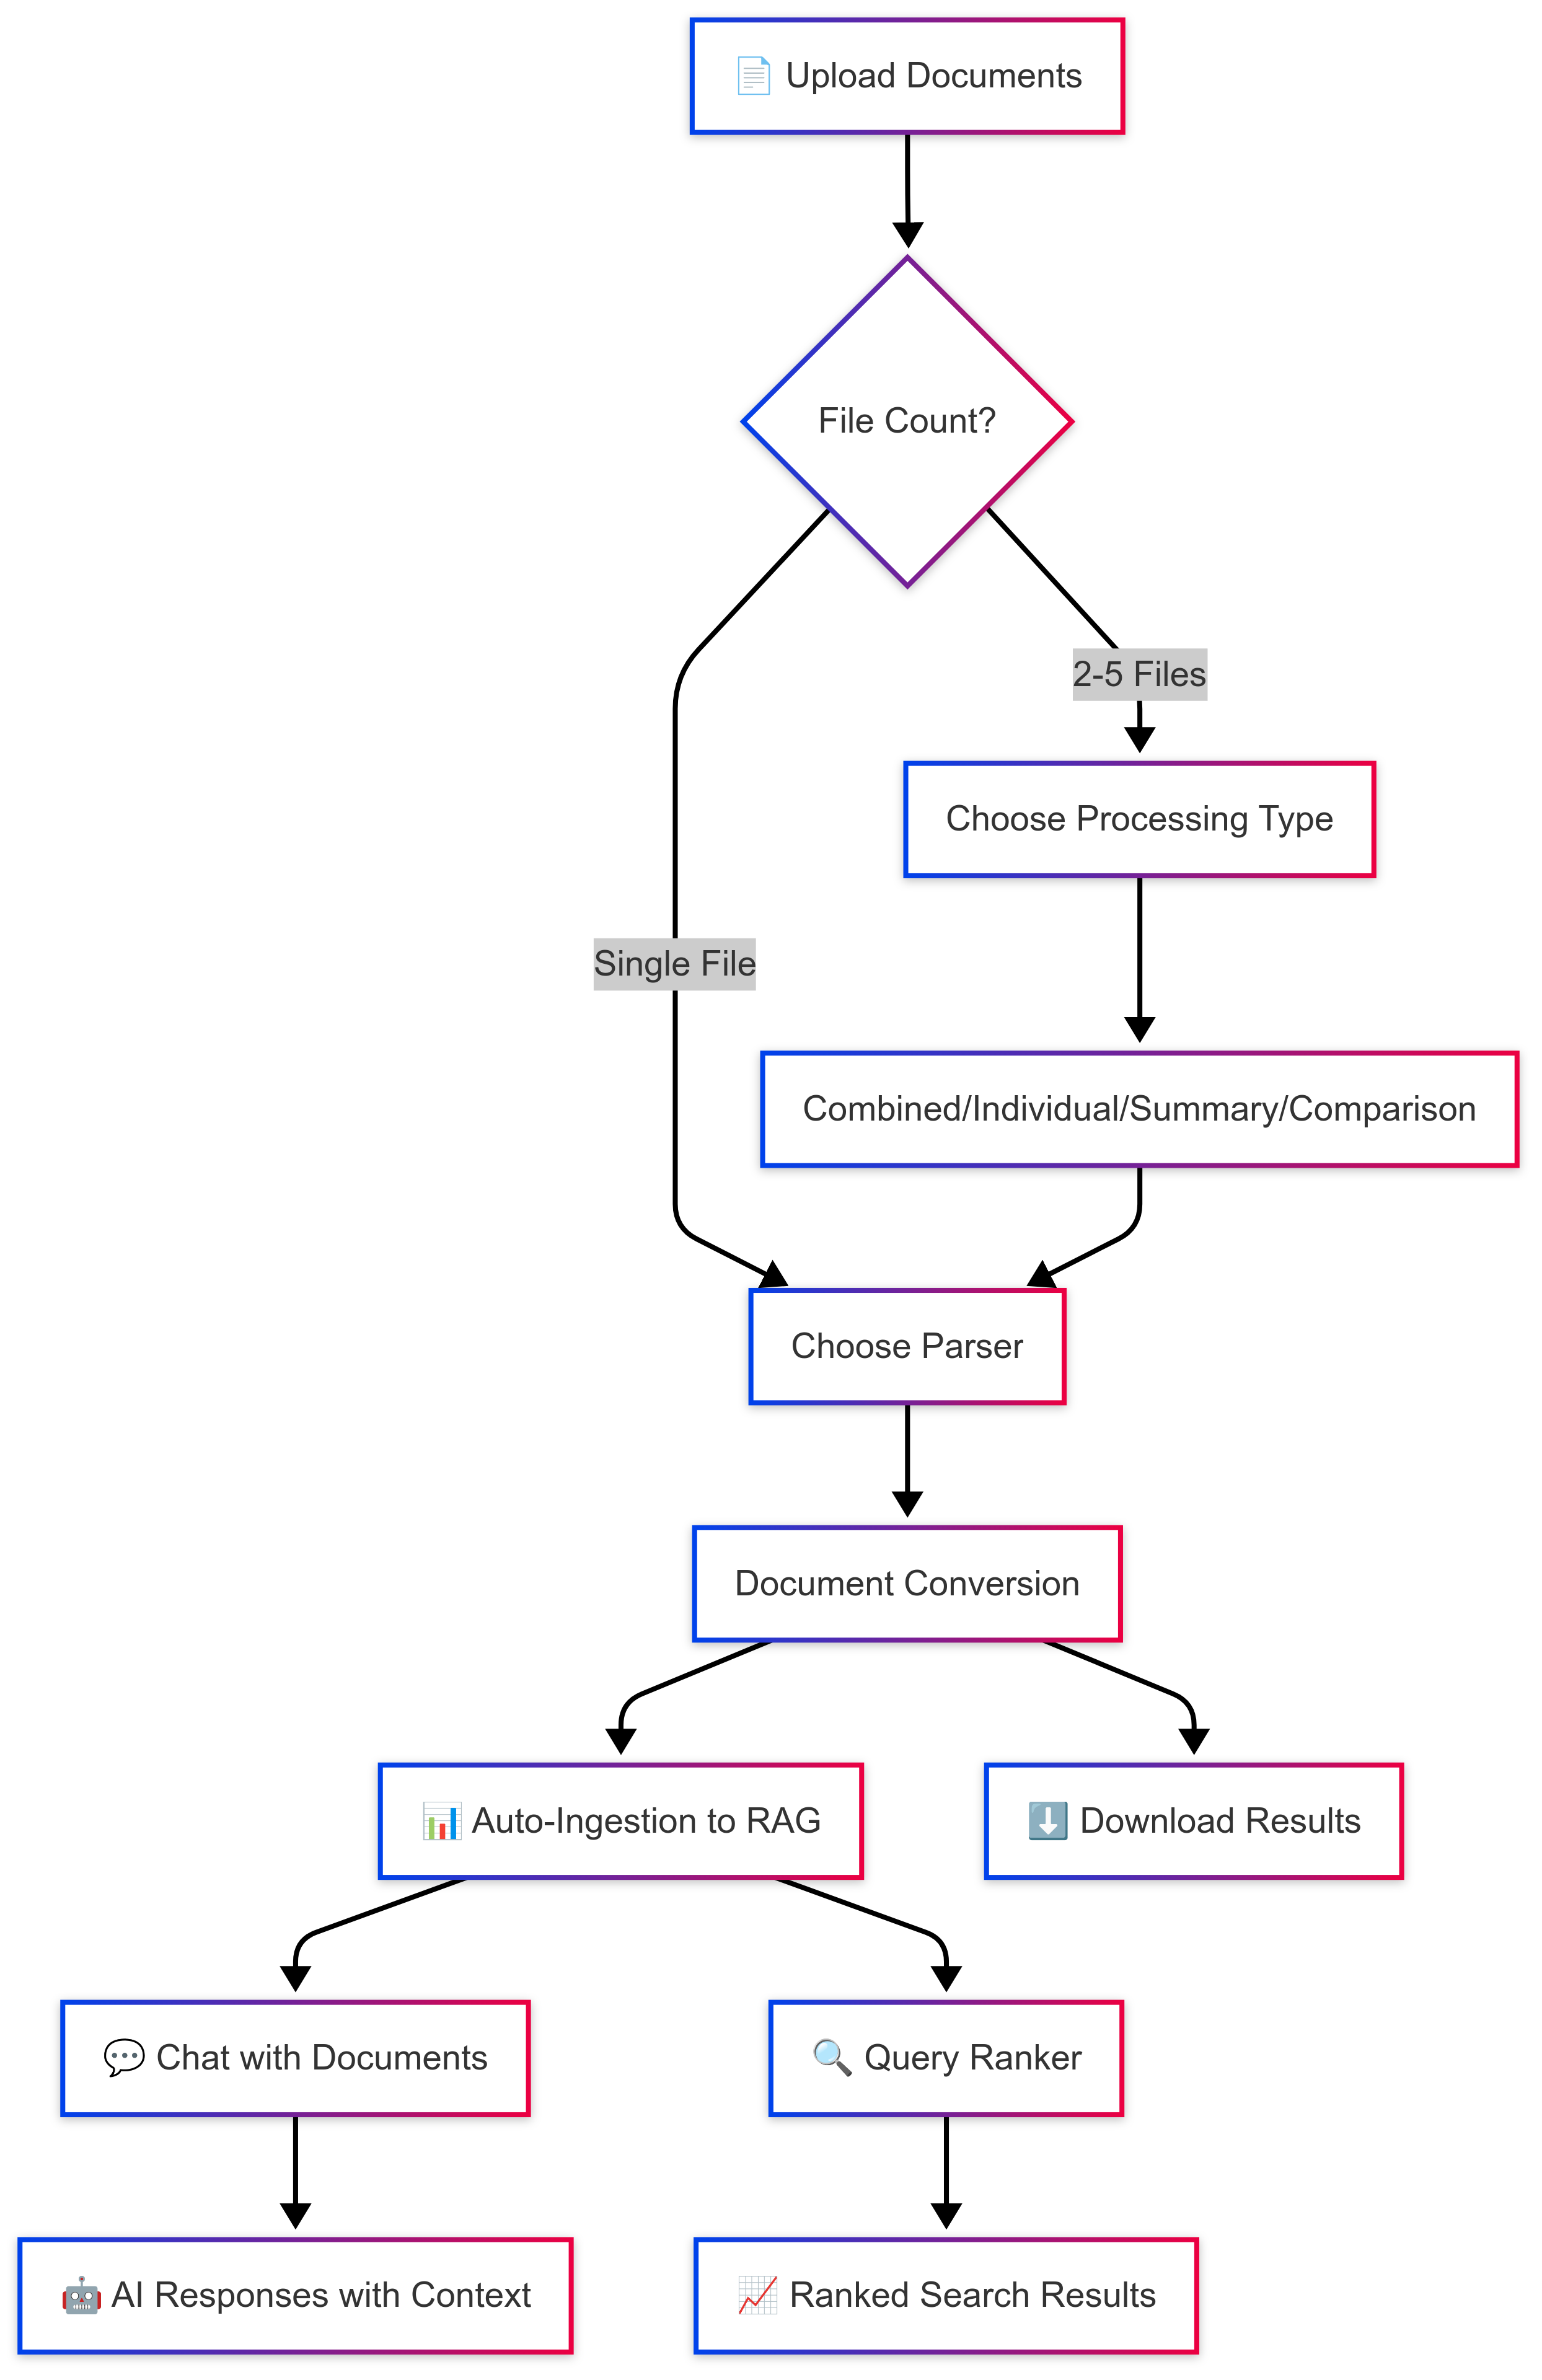 📄 Upload Documents
File Count?
2-5 Files
Choose Processing Type
Single File
Combined/Individual/Summary/Comparison
Choose Parser
Document Conversion
📊 Auto-Ingestion to RAG
⬇️ Download Results
💬 Chat with Documents
🔍 Query Ranker
🤖 AI Responses with Context
📈 Ranked Search Results